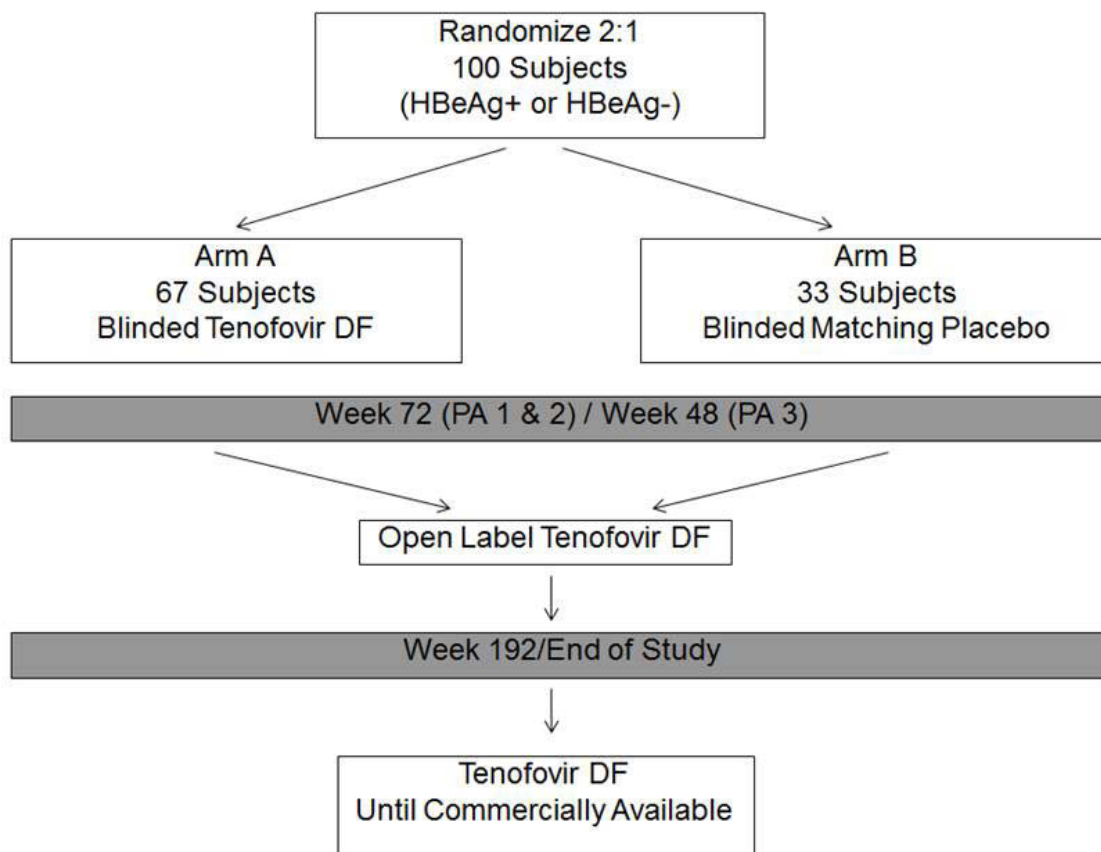 Randomize 2:1
100 Subjects
(HBeAg+ or HBeAg-)
Arm A
67 Subjects
Blinded Tenofovir DF
Arm B
33 Subjects
Blinded Matching Placebo
Week 72 (PA 1 & 2) / Week 48 (PA 3)
Open Label Tenofovir DF
Week 192/End of Study
Tenofovir DF
Until Commercially Available